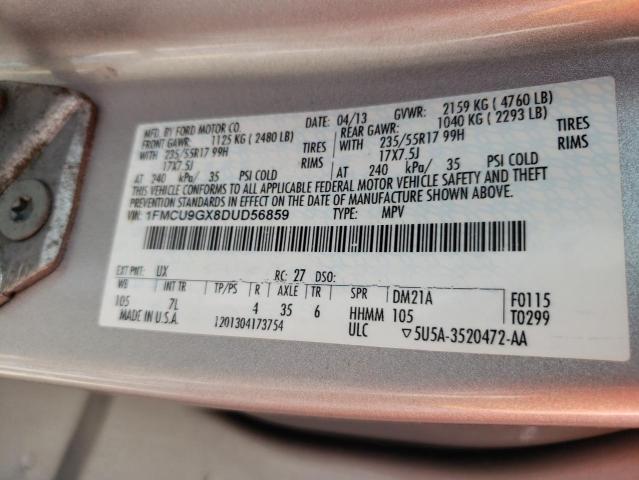 MFD. BY FORD MOTOR CO.
DATE 04/13 GVWR: 2159 KG ( 4760 LB)
FRONT GAWR: 1125 KG ( 2480 LB) REAR GAWR: 1040 KG ( 2293 LB)
WITH 235/55R17 99H TIRES WITH 235/55R17 99H TIRES
17X7.5J RIMS 17X7.5J RIMS
AT 240 kPa/ 35 PSI COLD AT 240 kPa/ 35 PSI COLD
THIS VEHICLE CONFORMS TO ALL APPLICABLE FEDERAL MOTOR VEHICLE SAFETY AND THEFT
PREVENTION STANDARDS IN EFFECT ON THE DATE OF MANUFACTURE SHOWN ABOVE.
VIN: 1FMCU9GX8DUD56859 TYPE: MPV
EXT PNT: UX RC: 27 DSO:
WB INT TR TP/PS R AXLE TR SPR DM21A F0115
105 7L 4 35 6 HHMM 105 T0299
MADE IN U.S.A. 1201304173754 ULC 5U5A-3520472-AA